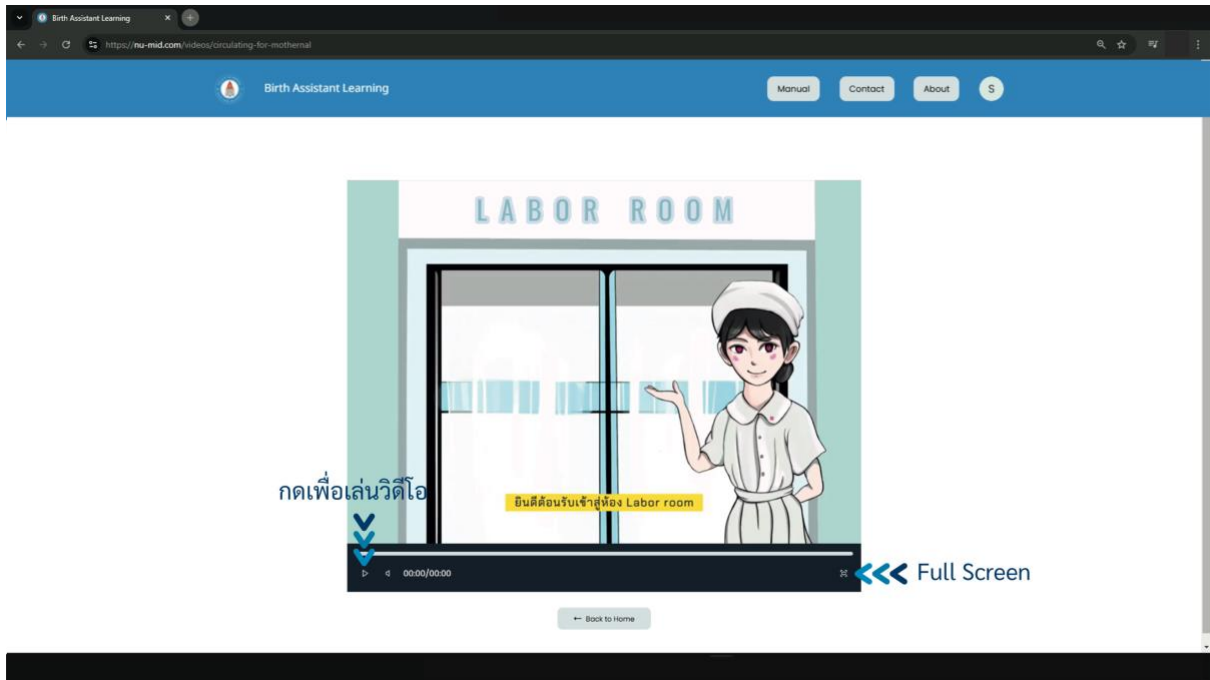 Birth Assistant Learning
https://nu-mid.com/videos/circulating-for-mothernal
Birth Assistant Learning
Manual
Contact
About
S
LABOR ROOM
กดเพื่อเล่นวิดีโอ
ยินดีต้อนรับเข้าสู่ห้อง Labor room
00:00/00:00
Full Screen
← Back to Home